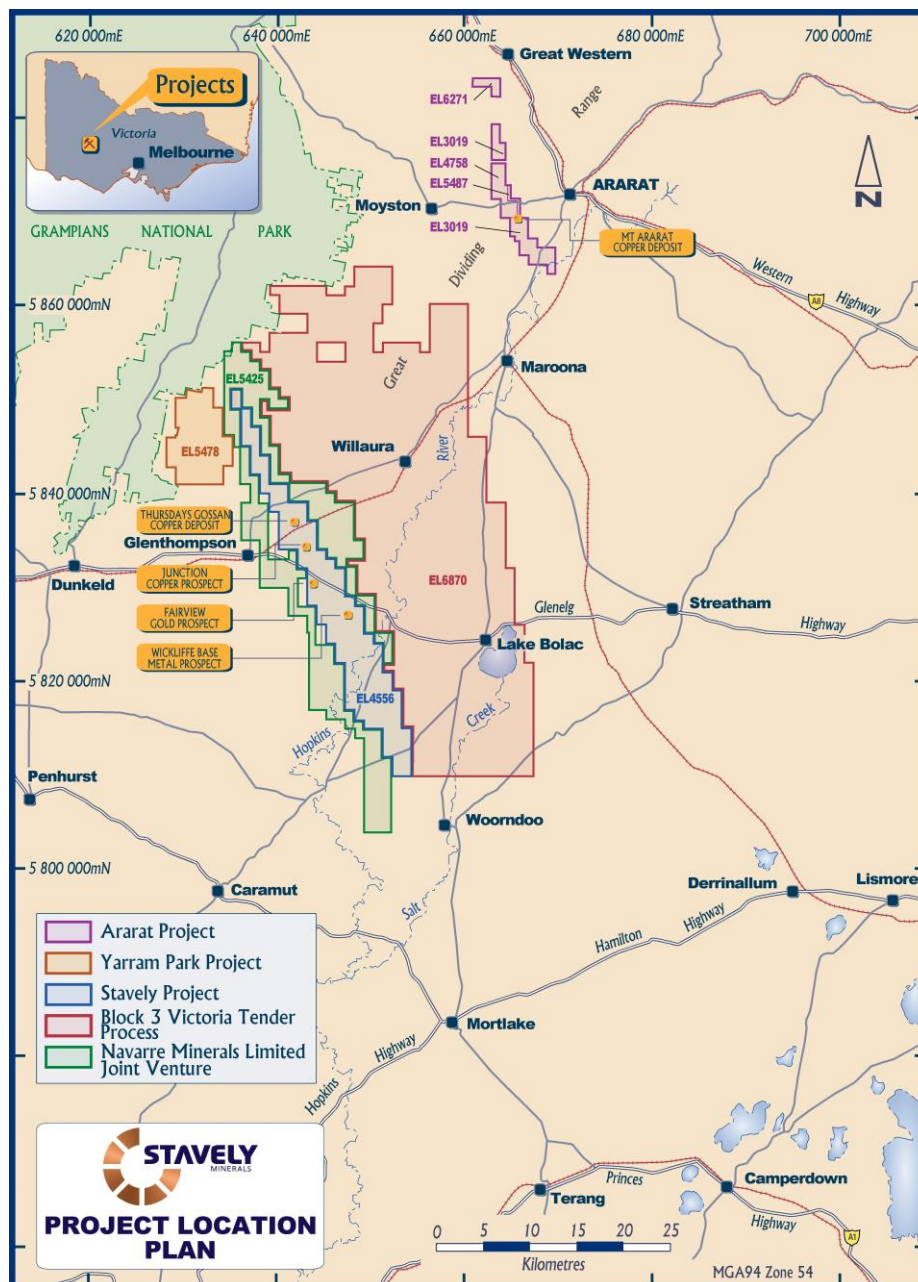 620 000mE
640 000mE
660 000mE
680 000mE
700 000mE
Projects
Victoria
Melbourne
Great Western
EL6271
Range
EL3019
EL4758
EL5487
EL3019
ARARAT
Moyston
MT ARARAT
COPPER DEPOSIT
N
GRAMPIANS NATIONAL PARK
Dividing
Western
Highway
A8
5 860 000mN
Great
Maroona
EL5425
EL5478
Willaura
River
5 840 000mN
THURSDAYS GOSSAN
COPPER DEPOSIT
Glenthompson
Dunkeld
JUNCTION
COPPER PROSPECT
FAIRVIEW
GOLD PROSPECT
WICKLIFFE BASE
METAL PROSPECT
EL6870
Glenelg
Streatham
Highway
Lake Bolac
5 820 000mN
EL4556
Creek
Hopkins
Penhurst
Woorndoo
5 800 000mN
Caramut
Derrinallum
Lismore
Salt
Hamilton
Highway
Mortlake
Hopkins
Highway
Ararat Project
Yarram Park Project
Stavely Project
Block 3 Victoria Tender
Process
Navarre Minerals Limited
Joint Venture
STAVELY
MINERALS
PROJECT LOCATION
PLAN
Terang
Princes
Camperdown
Highway
A1
0 5 10 15 20 25
Kilometres
MGA94 Zone 54